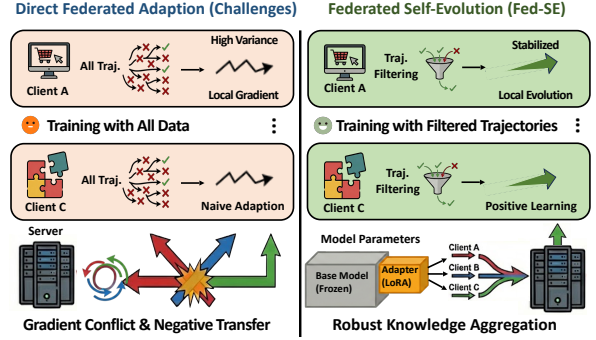 Direct Federated Adaption (Challenges)
High Variance
All Traj.
Client A
Local Gradient
Training with All Data
All Traj.
Client C
Naive Adaption
Server
Gradient Conflict & Negative Transfer
Federated Self-Evolution (Fed-SE)
Stabilized
Traj.
Filtering
Client A
Local Evolution
Training with Filtered Trajectories
Traj.
Filtering
Client C
Positive Learning
Model Parameters
Base Model
(Frozen)
Adapter
(LoRA)
Client A
Client B
Client C
Robust Knowledge Aggregation